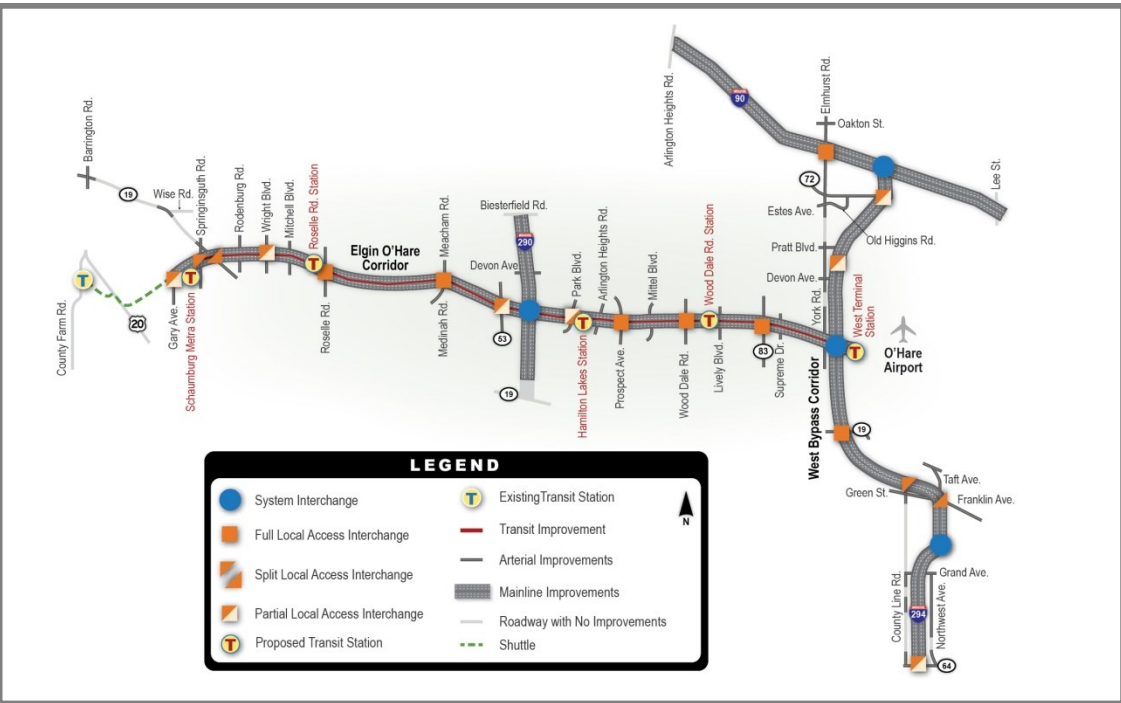 Barrington Rd.
19
Wise Rd.
Springinsguth Rd.
Rodenburg Rd.
Wright Blvd.
Mitchell Blvd.
Roselle Rd. Station
Elgin O'Hare
Corridor
Meacham Rd.
Biesterfield Rd.
290
Devon Ave.
Park Blvd.
Arlington Heights Rd.
Mittel Blvd.
Wood Dale Rd. Station
Arlington Heights Rd.
90
Elmhurst Rd.
Oakton St.
72
Estes Ave.
Old Higgins Rd.
Lee St.
Pratt Blvd.
Devon Ave.
York Rd.
West Terminal
Station
O'Hare
Airport
T
County Farm Rd.
20
Gary Ave.
T
Schaumburg Metra Station
T
Roselle Rd.
Medinah Rd.
53
19
T
Hamilton Lakes Station
Prospect Ave.
Wood Dale Rd.
T
Lively Blvd.
83
Supreme Dr.
T
West Bypass Corridor
19
Green St.
Taft Ave.
Franklin Ave.
Grand Ave.
County Line Rd.
294
Northwest Ave.
64
LEGEND
System Interchange
Full Local Access Interchange
Split Local Access Interchange
Partial Local Access Interchange
T Proposed Transit Station
T ExistingTransit Station
Transit Improvement
Arterial Improvements
Mainline Improvements
Roadway with No Improvements
Shuttle
N